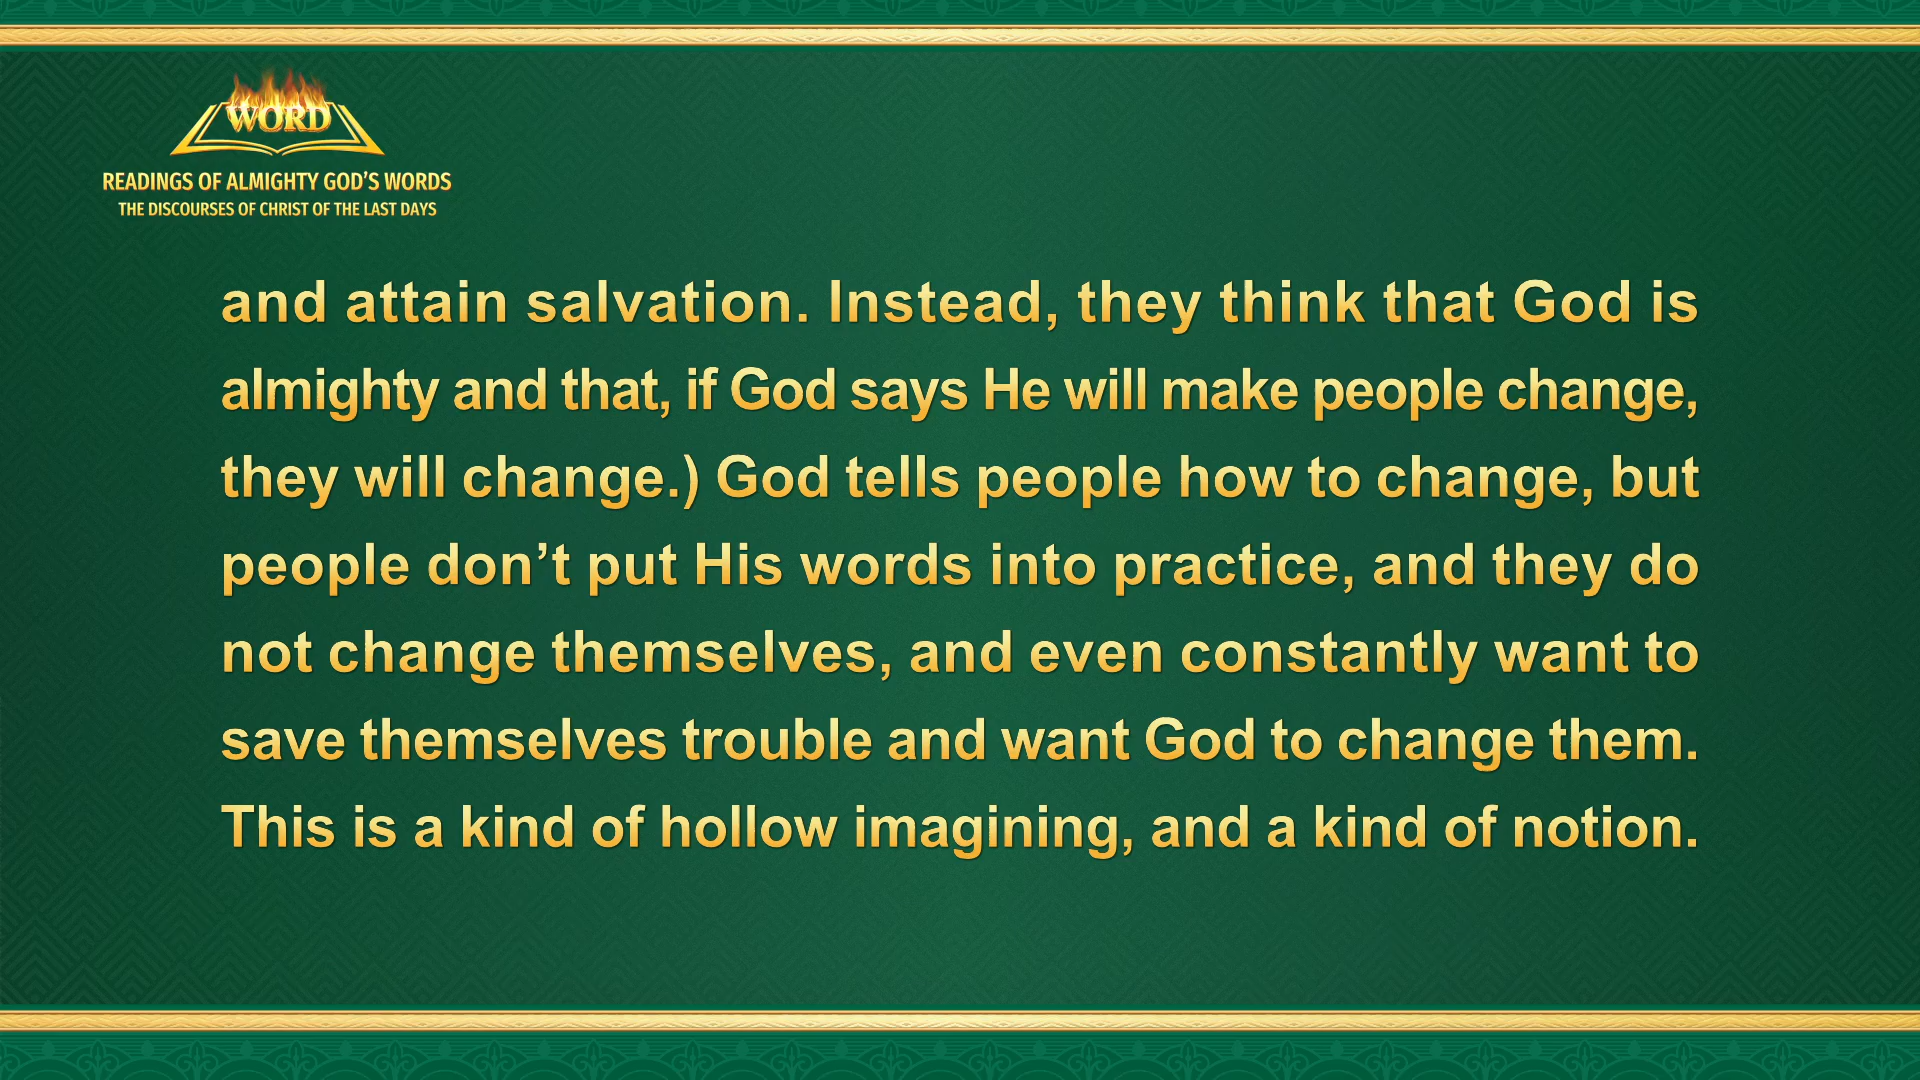 WORD
READINGS OF ALMIGHTY GOD’S WORDS
THE DISCOURSES OF CHRIST OF THE LAST DAYS
and attain salvation. Instead, they think that God is
almighty and that, if God says He will make people change,
they will change.) God tells people how to change, but
people don’t put His words into practice, and they do
not change themselves, and even constantly want to
save themselves trouble and want God to change them.
This is a kind of hollow imagining, and a kind of notion.